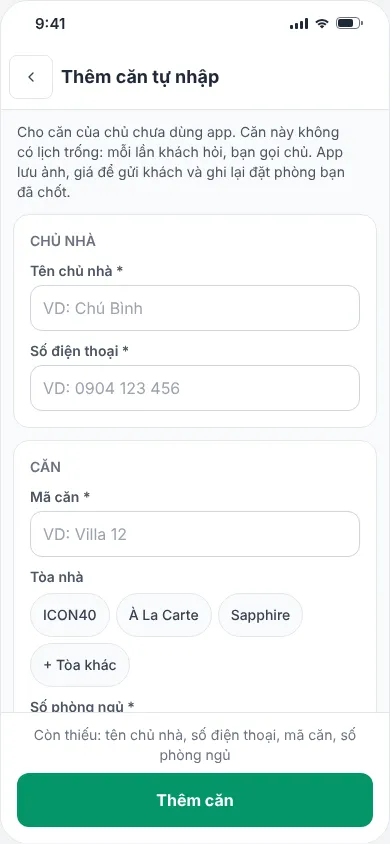 9:41
Thêm căn tự nhập
Cho căn của chủ chưa dùng app. Căn này không
có lịch trống: mỗi lần khách hỏi, bạn gọi chủ. App
lưu ảnh, giá để gửi khách và ghi lại đặt phòng bạn
đã chốt.
CHỦ NHÀ
Tên chủ nhà *
VD: Chú Bình
Số điện thoại *
VD: 0904 123 456
CĂN
Mã căn *
VD: Villa 12
Tòa nhà
ICON40
À La Carte
Sapphire
+ Tòa khác
Số phòng ngủ *
Còn thiếu: tên chủ nhà, số điện thoại, mã căn, số
phòng ngủ
Thêm căn